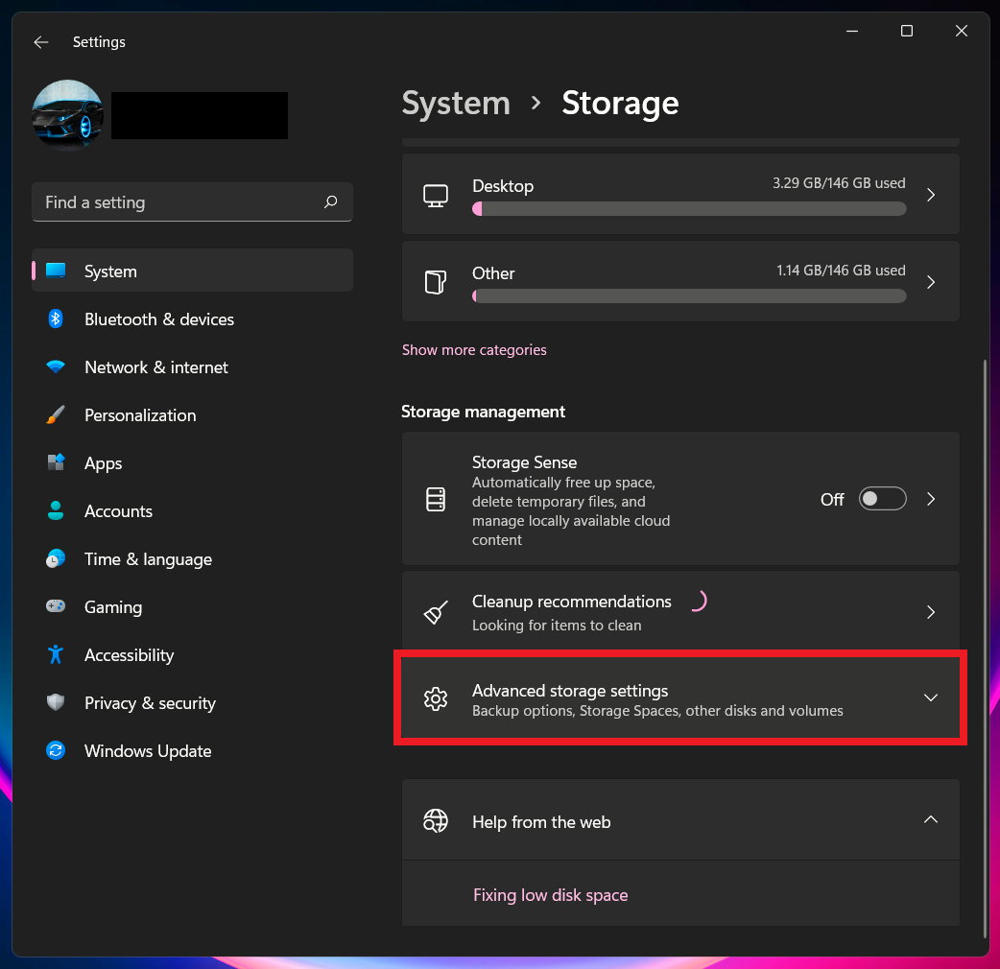 Settings
Find a setting
System
Bluetooth & devices
Network & internet
Personalization
Apps
Accounts
Time & language
Gaming
Accessibility
Privacy & security
Windows Update
System > Storage
Desktop 3.29 GB/146 GB used
Other 1.14 GB/146 GB used
Show more categories
Storage management
Storage Sense
Automatically free up space,
delete temporary files, and
manage locally available cloud
content
Off
Cleanup recommendations
Looking for items to clean
Advanced storage settings
Backup options, Storage Spaces, other disks and volumes
Help from the web
Fixing low disk space